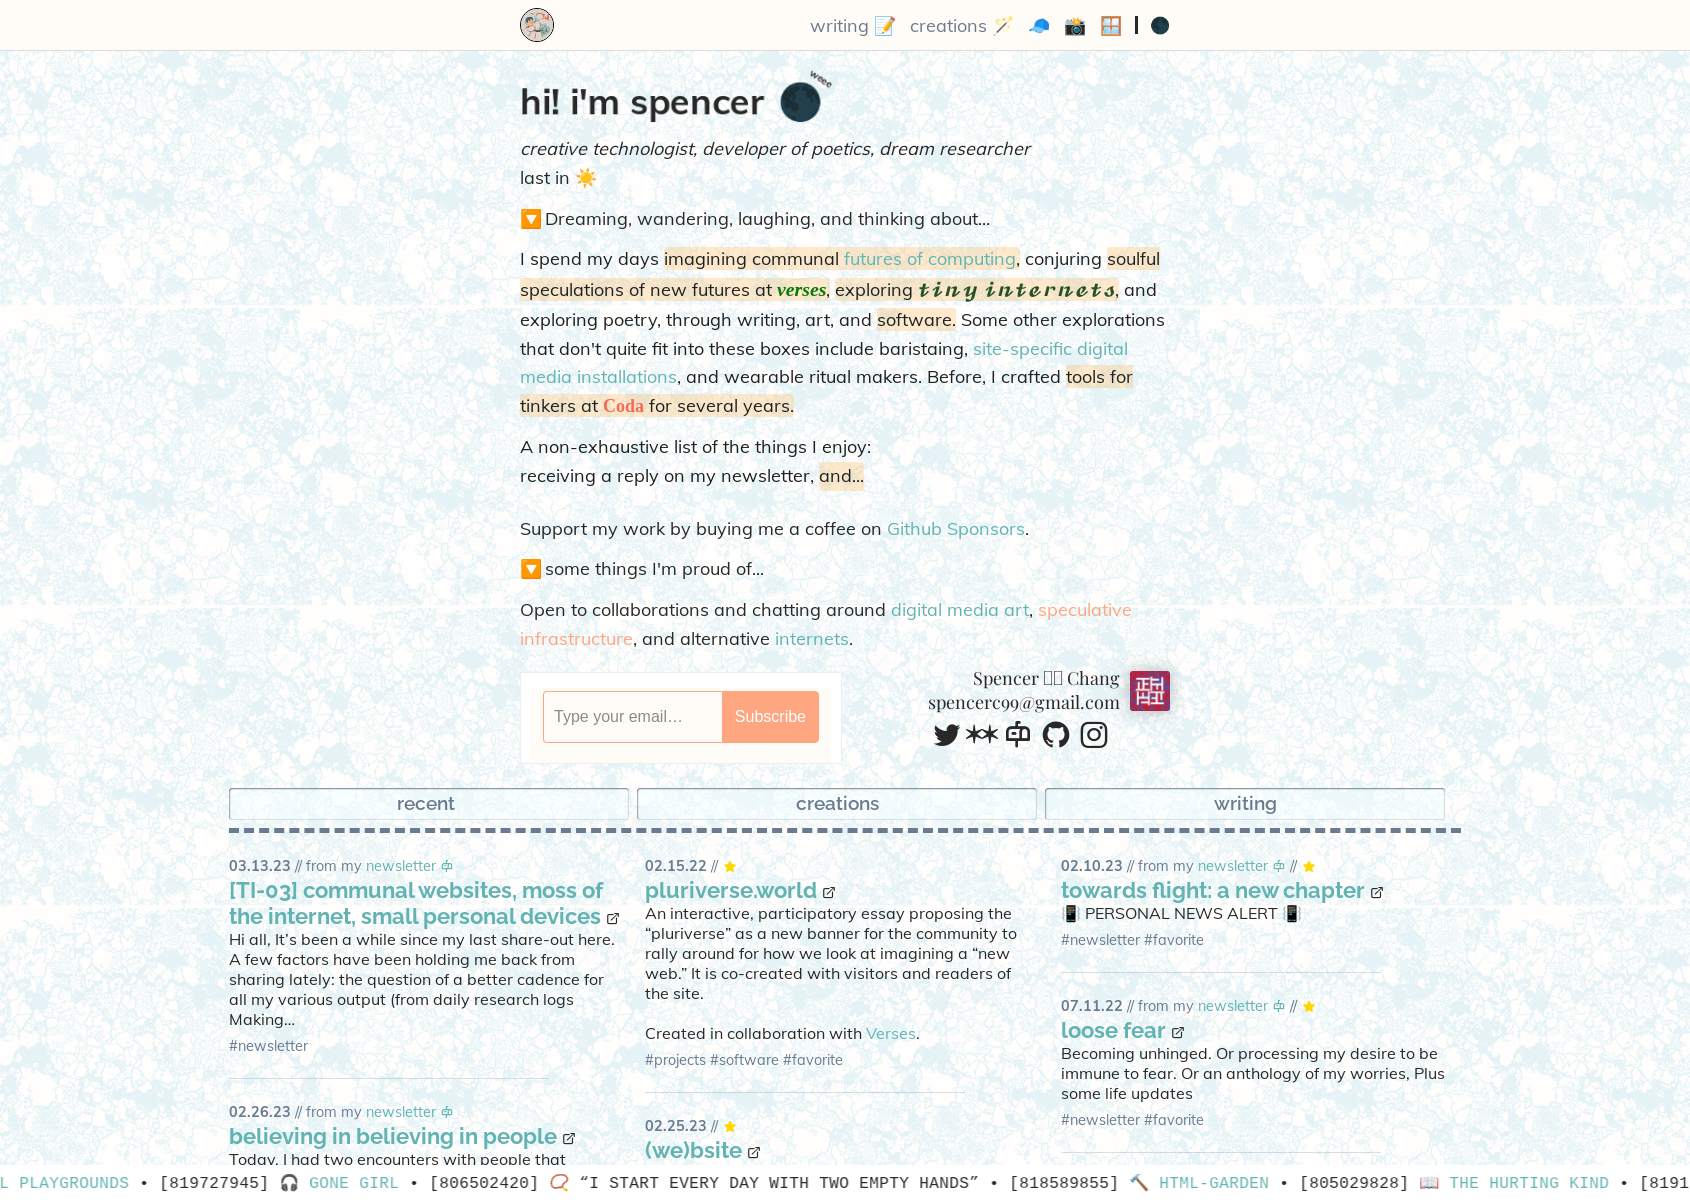 writing 📝 creations 🪄 🧢 📸 🪟 | 🌑
hi! i'm spencer 🌑 weee
creative technologist, developer of poetics, dream researcher
last in ☀️
🔽 Dreaming, wandering, laughing, and thinking about...
I spend my days imagining communal futures of computing, conjuring soulful
speculations of new futures at verses, exploring tiny internets, and
exploring poetry, through writing, art, and software. Some other explorations
that don't quite fit into these boxes include baristaing, site-specific digital
media installations, and wearable ritual makers. Before, I crafted tools for
tinkers at Coda for several years.
A non-exhaustive list of the things I enjoy:
receiving a reply on my newsletter, and...
Support my work by buying me a coffee on Github Sponsors.
🔽 some things I'm proud of...
Open to collaborations and chatting around digital media art, speculative
infrastructure, and alternative internets.
Type your email…
Subscribe
Spencer Chang
spencerc99@gmail.com
recent
creations
writing
03.13.23 // from my newsletter
[TI-03] communal websites, moss of
the internet, small personal devices
Hi all, It’s been a while since my last share-out here.
A few factors have been holding me back from
sharing lately: the question of a better cadence for
all my various output (from daily research logs
Making…
#newsletter
02.26.23 // from my newsletter
believing in believing in people
Today, I had two encounters with people that
02.15.22 // ⭐
pluriverse.world
An interactive, participatory essay proposing the
“pluriverse” as a new banner for the community to
rally around for how we look at imagining a “new
web.” It is co-created with visitors and readers of
the site.
Created in collaboration with Verses.
#projects #software #favorite
02.25.23 // ⭐
(we)bsite
02.10.23 // from my newsletter // ⭐
towards flight: a new chapter
📳 PERSONAL NEWS ALERT 📳
#newsletter #favorite
07.11.22 // from my newsletter // ⭐
loose fear
Becoming unhinged. Or processing my desire to be
immune to fear. Or an anthology of my worries, Plus
some life updates
#newsletter #favorite
L PLAYGROUNDS • [819727945] 🎧 GONE GIRL • [806502420] 📿 “I START EVERY DAY WITH TWO EMPTY HANDS” • [818589855] 🔨 HTML-GARDEN • [805029828] 📖 THE HURTING KIND • [8191